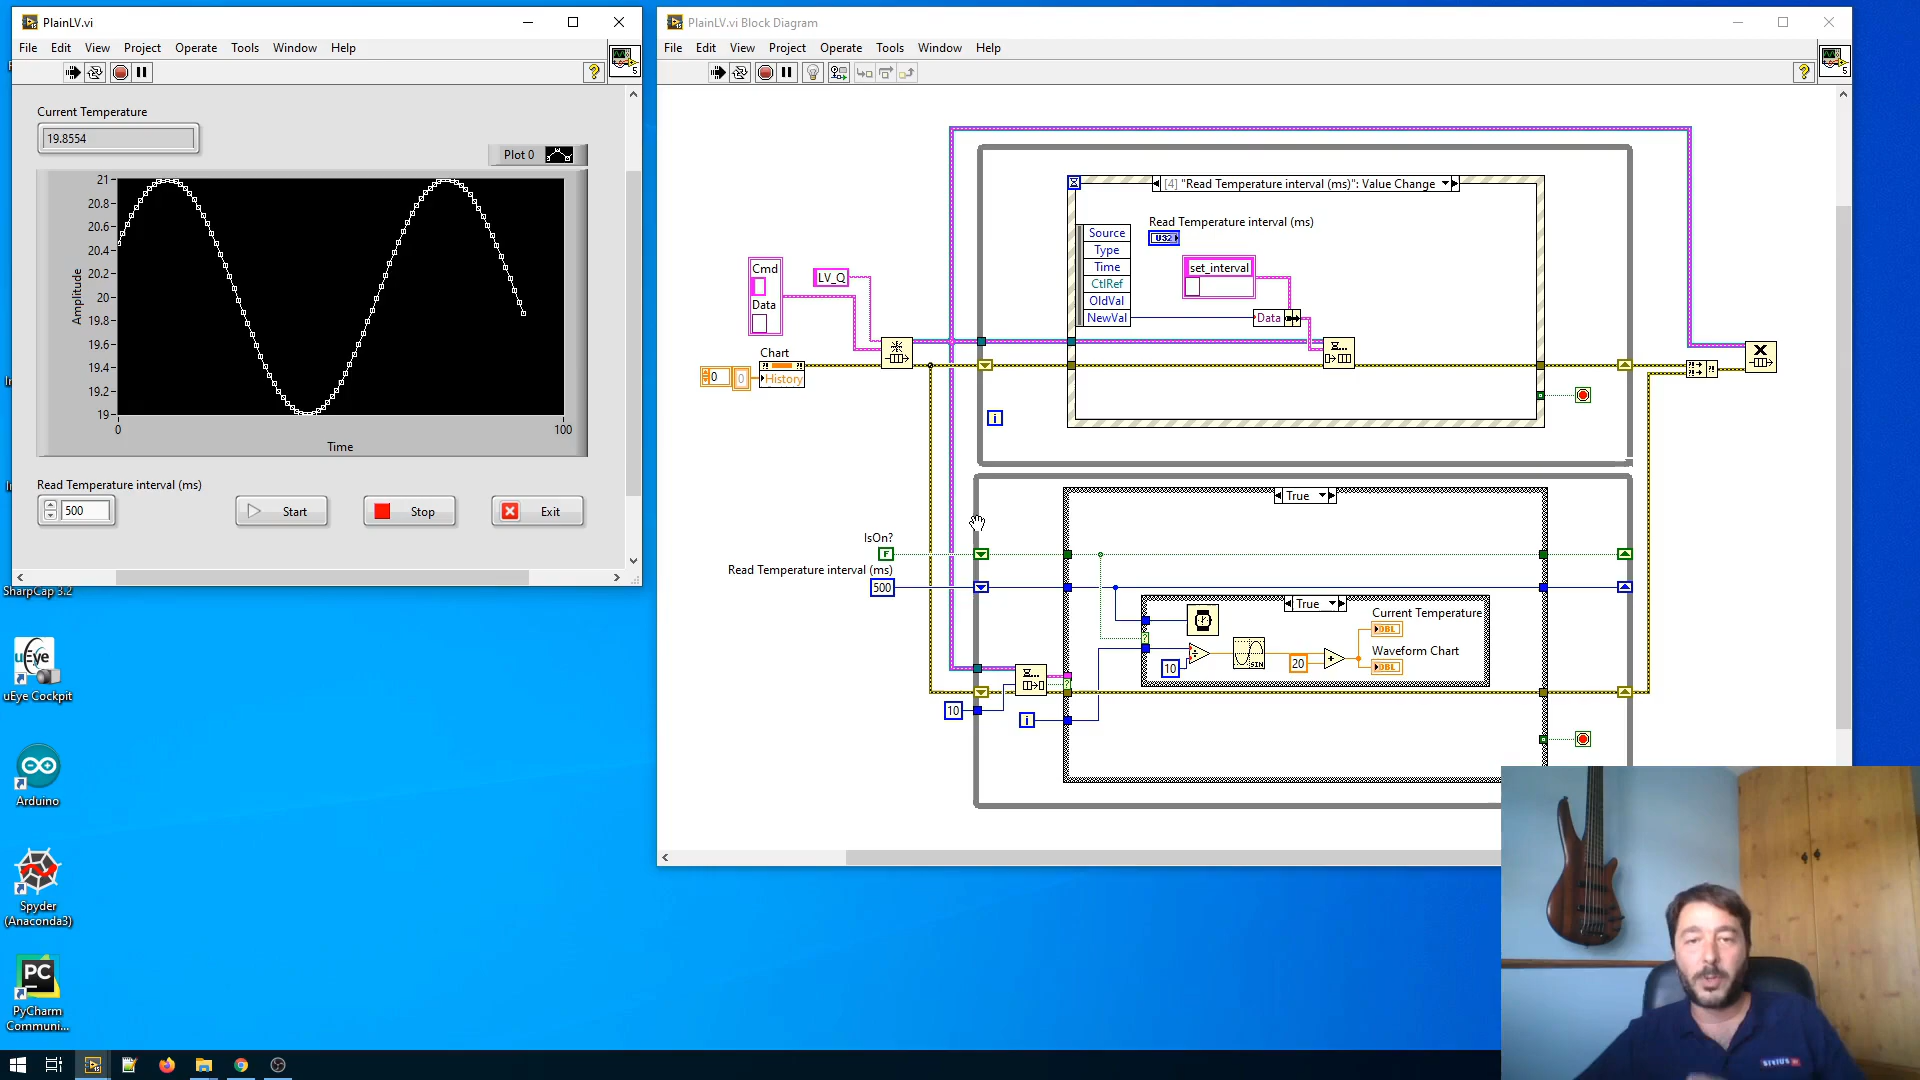 PlainLV.vi
File Edit View Project Operate Tools Window Help
Current Temperature
19.8554
Plot 0
21
20.8
20.6
20.4
20.2
20
19.8
19.6
19.4
19.2
19
Amplitude
0
100
Time
Read Temperature interval (ms)
500
Start
Stop
Exit
PlainLV.vi Block Diagram
File Edit View Project Operate Tools Window Help
[4] "Read Temperature interval (ms)": Value Change
Source
Type
Time
CtlRef
OldVal
NewVal
Read Temperature interval (ms)
U32
set_interval
Data
Cmd
Data
LV_Q
Chart
History
0
0
i
True
IsOn?
F
Read Temperature interval (ms)
500
True
Current Temperature
DBL
Waveform Chart
DBL
10
SIN
20
10
i
SharpCap 3.2
uEye
uEye Cockpit
Arduino
Spyder
(Anaconda3)
PC
PyCharm
Communi...
5
5